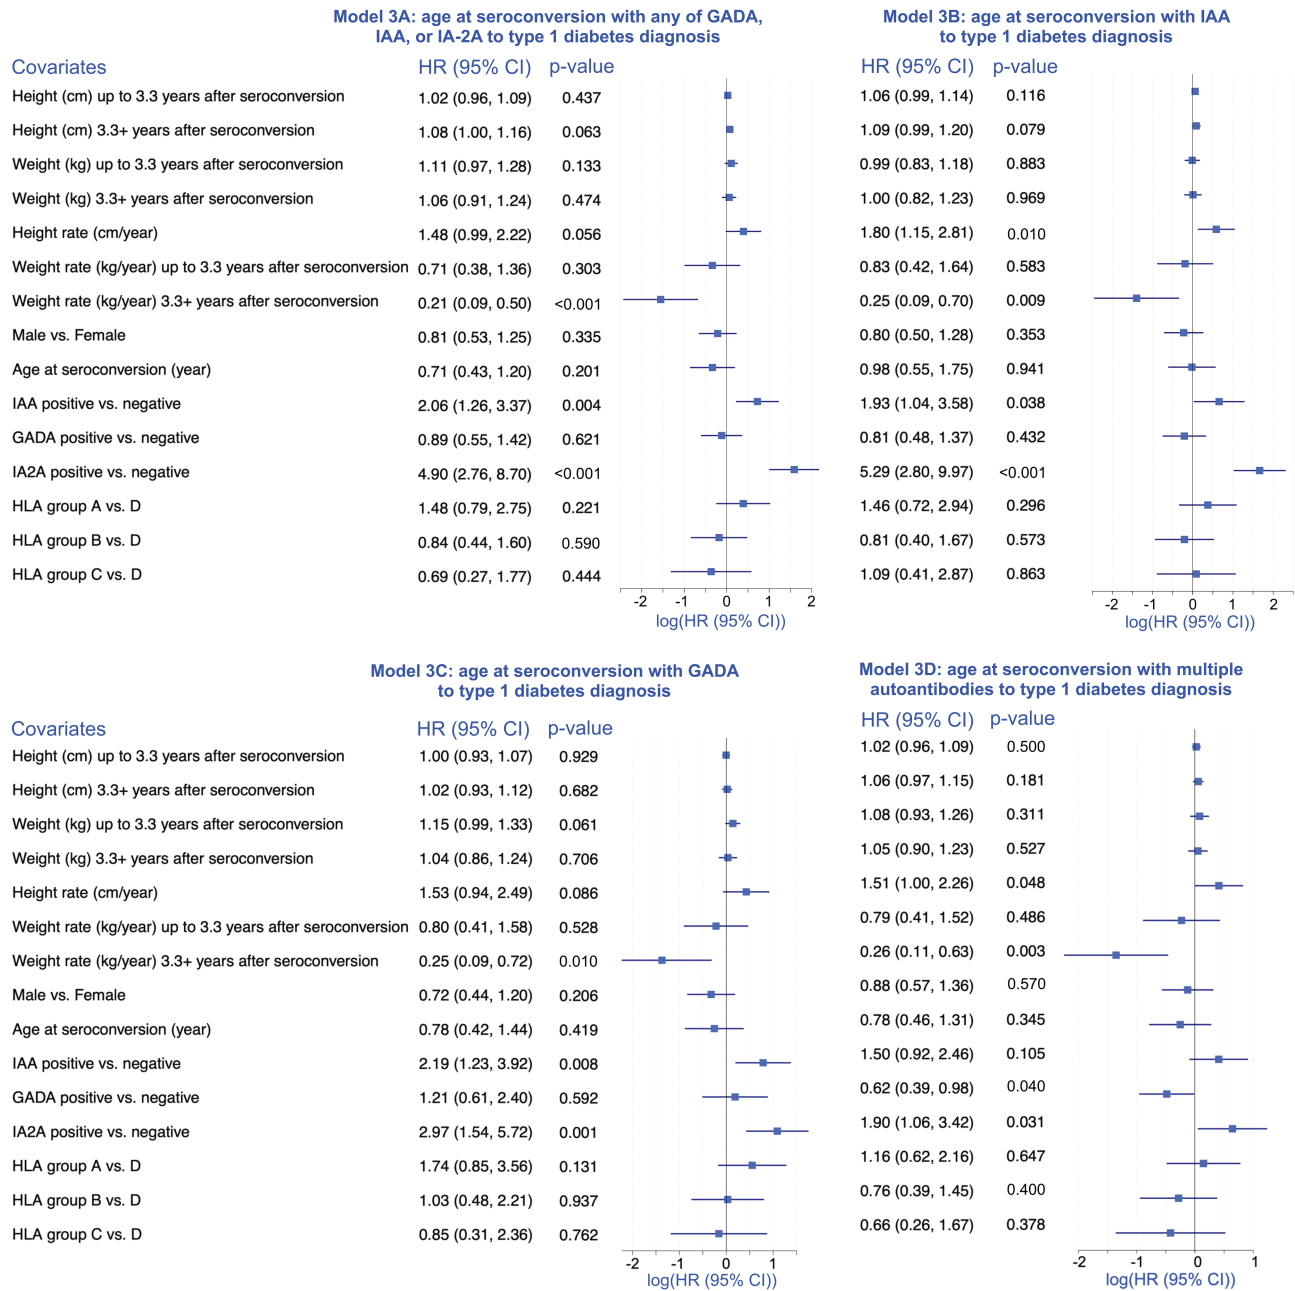 Model 3A: age at seroconversion with any of GADA,
IAA, or IA-2A to type 1 diabetes diagnosis
Covariates HR (95% CI) p-value
Height (cm) up to 3.3 years after seroconversion 1.02 (0.96, 1.09) 0.437
Height (cm) 3.3+ years after seroconversion 1.08 (1.00, 1.16) 0.063
Weight (kg) up to 3.3 years after seroconversion 1.11 (0.97, 1.28) 0.133
Weight (kg) 3.3+ years after seroconversion 1.06 (0.91, 1.24) 0.474
Height rate (cm/year) 1.48 (0.99, 2.22) 0.056
Weight rate (kg/year) up to 3.3 years after seroconversion 0.71 (0.38, 1.36) 0.303
Weight rate (kg/year) 3.3+ years after seroconversion 0.21 (0.09, 0.50) <0.001
Male vs. Female 0.81 (0.53, 1.25) 0.335
Age at seroconversion (year) 0.71 (0.43, 1.20) 0.201
IAA positive vs. negative 2.06 (1.26, 3.37) 0.004
GADA positive vs. negative 0.89 (0.55, 1.42) 0.621
IA2A positive vs. negative 4.90 (2.76, 8.70) <0.001
HLA group A vs. D 1.48 (0.79, 2.75) 0.221
HLA group B vs. D 0.84 (0.44, 1.60) 0.590
HLA group C vs. D 0.69 (0.27, 1.77) 0.444
-2 -1 0 1 2
log(HR (95% CI))
Model 3B: age at seroconversion with IAA
to type 1 diabetes diagnosis
HR (95% CI) p-value
1.06 (0.99, 1.14) 0.116
1.09 (0.99, 1.20) 0.079
0.99 (0.83, 1.18) 0.883
1.00 (0.82, 1.23) 0.969
1.80 (1.15, 2.81) 0.010
0.83 (0.42, 1.64) 0.583
0.25 (0.09, 0.70) 0.009
0.80 (0.50, 1.28) 0.353
0.98 (0.55, 1.75) 0.941
1.93 (1.04, 3.58) 0.038
0.81 (0.48, 1.37) 0.432
5.29 (2.80, 9.97) <0.001
1.46 (0.72, 2.94) 0.296
0.81 (0.40, 1.67) 0.573
1.09 (0.41, 2.87) 0.863
-2 -1 0 1 2
log(HR (95% CI))
Model 3C: age at seroconversion with GADA
to type 1 diabetes diagnosis
Covariates HR (95% CI) p-value
Height (cm) up to 3.3 years after seroconversion 1.00 (0.93, 1.07) 0.929
Height (cm) 3.3+ years after seroconversion 1.02 (0.93, 1.12) 0.682
Weight (kg) up to 3.3 years after seroconversion 1.15 (0.99, 1.33) 0.061
Weight (kg) 3.3+ years after seroconversion 1.04 (0.86, 1.24) 0.706
Height rate (cm/year) 1.53 (0.94, 2.49) 0.086
Weight rate (kg/year) up to 3.3 years after seroconversion 0.80 (0.41, 1.58) 0.528
Weight rate (kg/year) 3.3+ years after seroconversion 0.25 (0.09, 0.72) 0.010
Male vs. Female 0.72 (0.44, 1.20) 0.206
Age at seroconversion (year) 0.78 (0.42, 1.44) 0.419
IAA positive vs. negative 2.19 (1.23, 3.92) 0.008
GADA positive vs. negative 1.21 (0.61, 2.40) 0.592
IA2A positive vs. negative 2.97 (1.54, 5.72) 0.001
HLA group A vs. D 1.74 (0.85, 3.56) 0.131
HLA group B vs. D 1.03 (0.48, 2.21) 0.937
HLA group C vs. D 0.85 (0.31, 2.36) 0.762
-2 -1 0 1
log(HR (95% CI))
Model 3D: age at seroconversion with multiple
autoantibodies to type 1 diabetes diagnosis
HR (95% CI) p-value
1.02 (0.96, 1.09) 0.500
1.06 (0.97, 1.15) 0.181
1.08 (0.93, 1.26) 0.311
1.05 (0.90, 1.23) 0.527
1.51 (1.00, 2.26) 0.048
0.79 (0.41, 1.52) 0.486
0.26 (0.11, 0.63) 0.003
0.88 (0.57, 1.36) 0.570
0.78 (0.46, 1.31) 0.345
1.50 (0.92, 2.46) 0.105
0.62 (0.39, 0.98) 0.040
1.90 (1.06, 3.42) 0.031
1.16 (0.62, 2.16) 0.647
0.76 (0.39, 1.45) 0.400
0.66 (0.26, 1.67) 0.378
-2 -1 0 1
log(HR (95% CI))